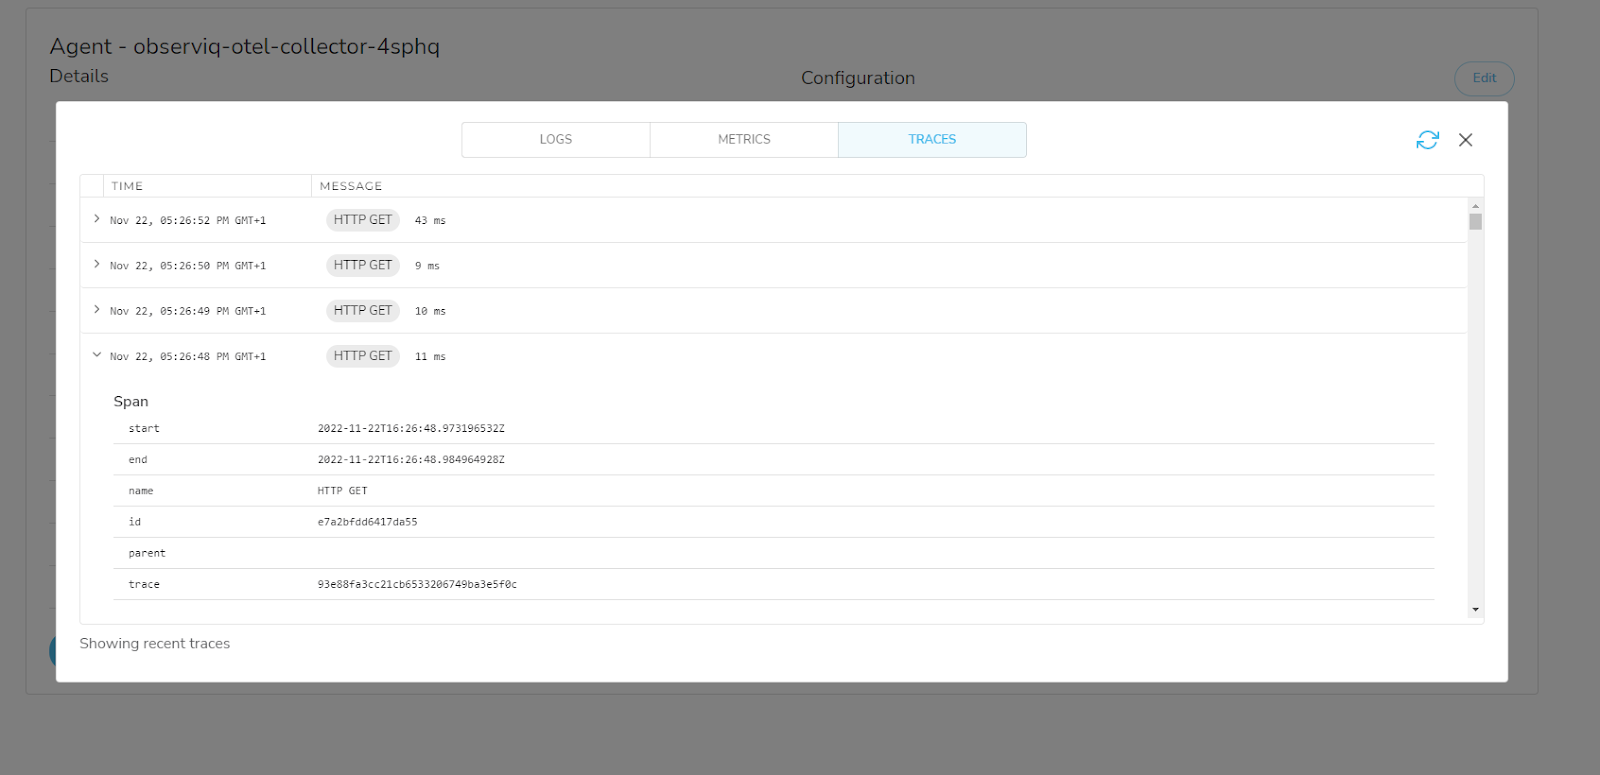 Agent - observiq-otel-collector-4sphq
Details
Configuration
Edit
LOGS METRICS TRACES
TIME MESSAGE
Nov 22, 05:26:52 PM GMT+1 HTTP GET 43 ms
Nov 22, 05:26:50 PM GMT+1 HTTP GET 9 ms
Nov 22, 05:26:49 PM GMT+1 HTTP GET 10 ms
Nov 22, 05:26:48 PM GMT+1 HTTP GET 11 ms
Span
start 2022-11-22T16:26:48.973196532Z
end 2022-11-22T16:26:48.984964928Z
name HTTP GET
id e7a2bfdd6417da55
parent
trace 93e88fa3cc21cb6533206749ba3e5f0c
Showing recent traces